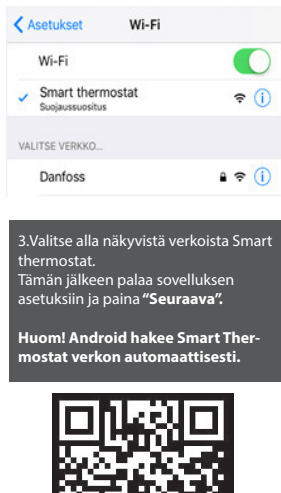 Asetukset Wi-Fi
Wi-Fi
Smart thermostat
Suojaussuositus
VALITSE VERKKO...
Danfoss
3.Valitse alla näkyvistä verkoista Smart
thermostat.
Tämän jälkeen palaa sovelluksen
asetuksiin ja paina “Seuraava”.
Huom! Android hakee Smart Ther-
mostat verkon automaattisesti.